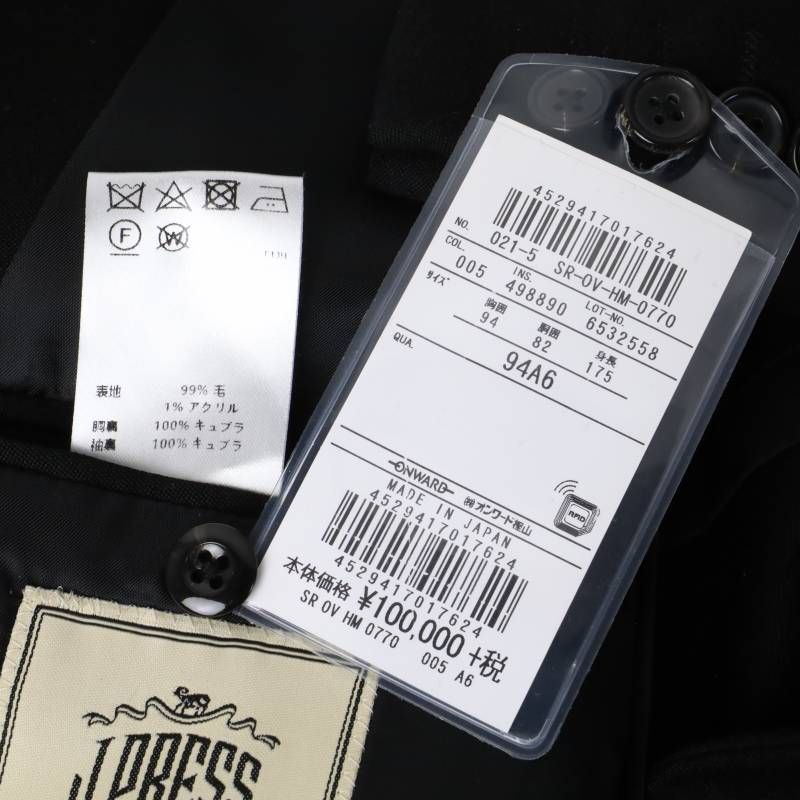 F
W
表地 99% 毛
1% アクリル
胴裏 100% キュプラ
袖裏 100% キュプラ
J.PRESS
4529417017624
NO. 021-5 SR-OV-HM-0770
COL. 005 INS. 498890 LOT-NO. 6532558
サイズ 胸囲 94 胴囲 82 身長 175
QUA. 94A6
ONWARD ㈱オンワード樫山
RFID
MADE IN JAPAN
4529417017624
4529417017624
本体価格 ¥100,000 +税
SR OV HM 0770 005 A6